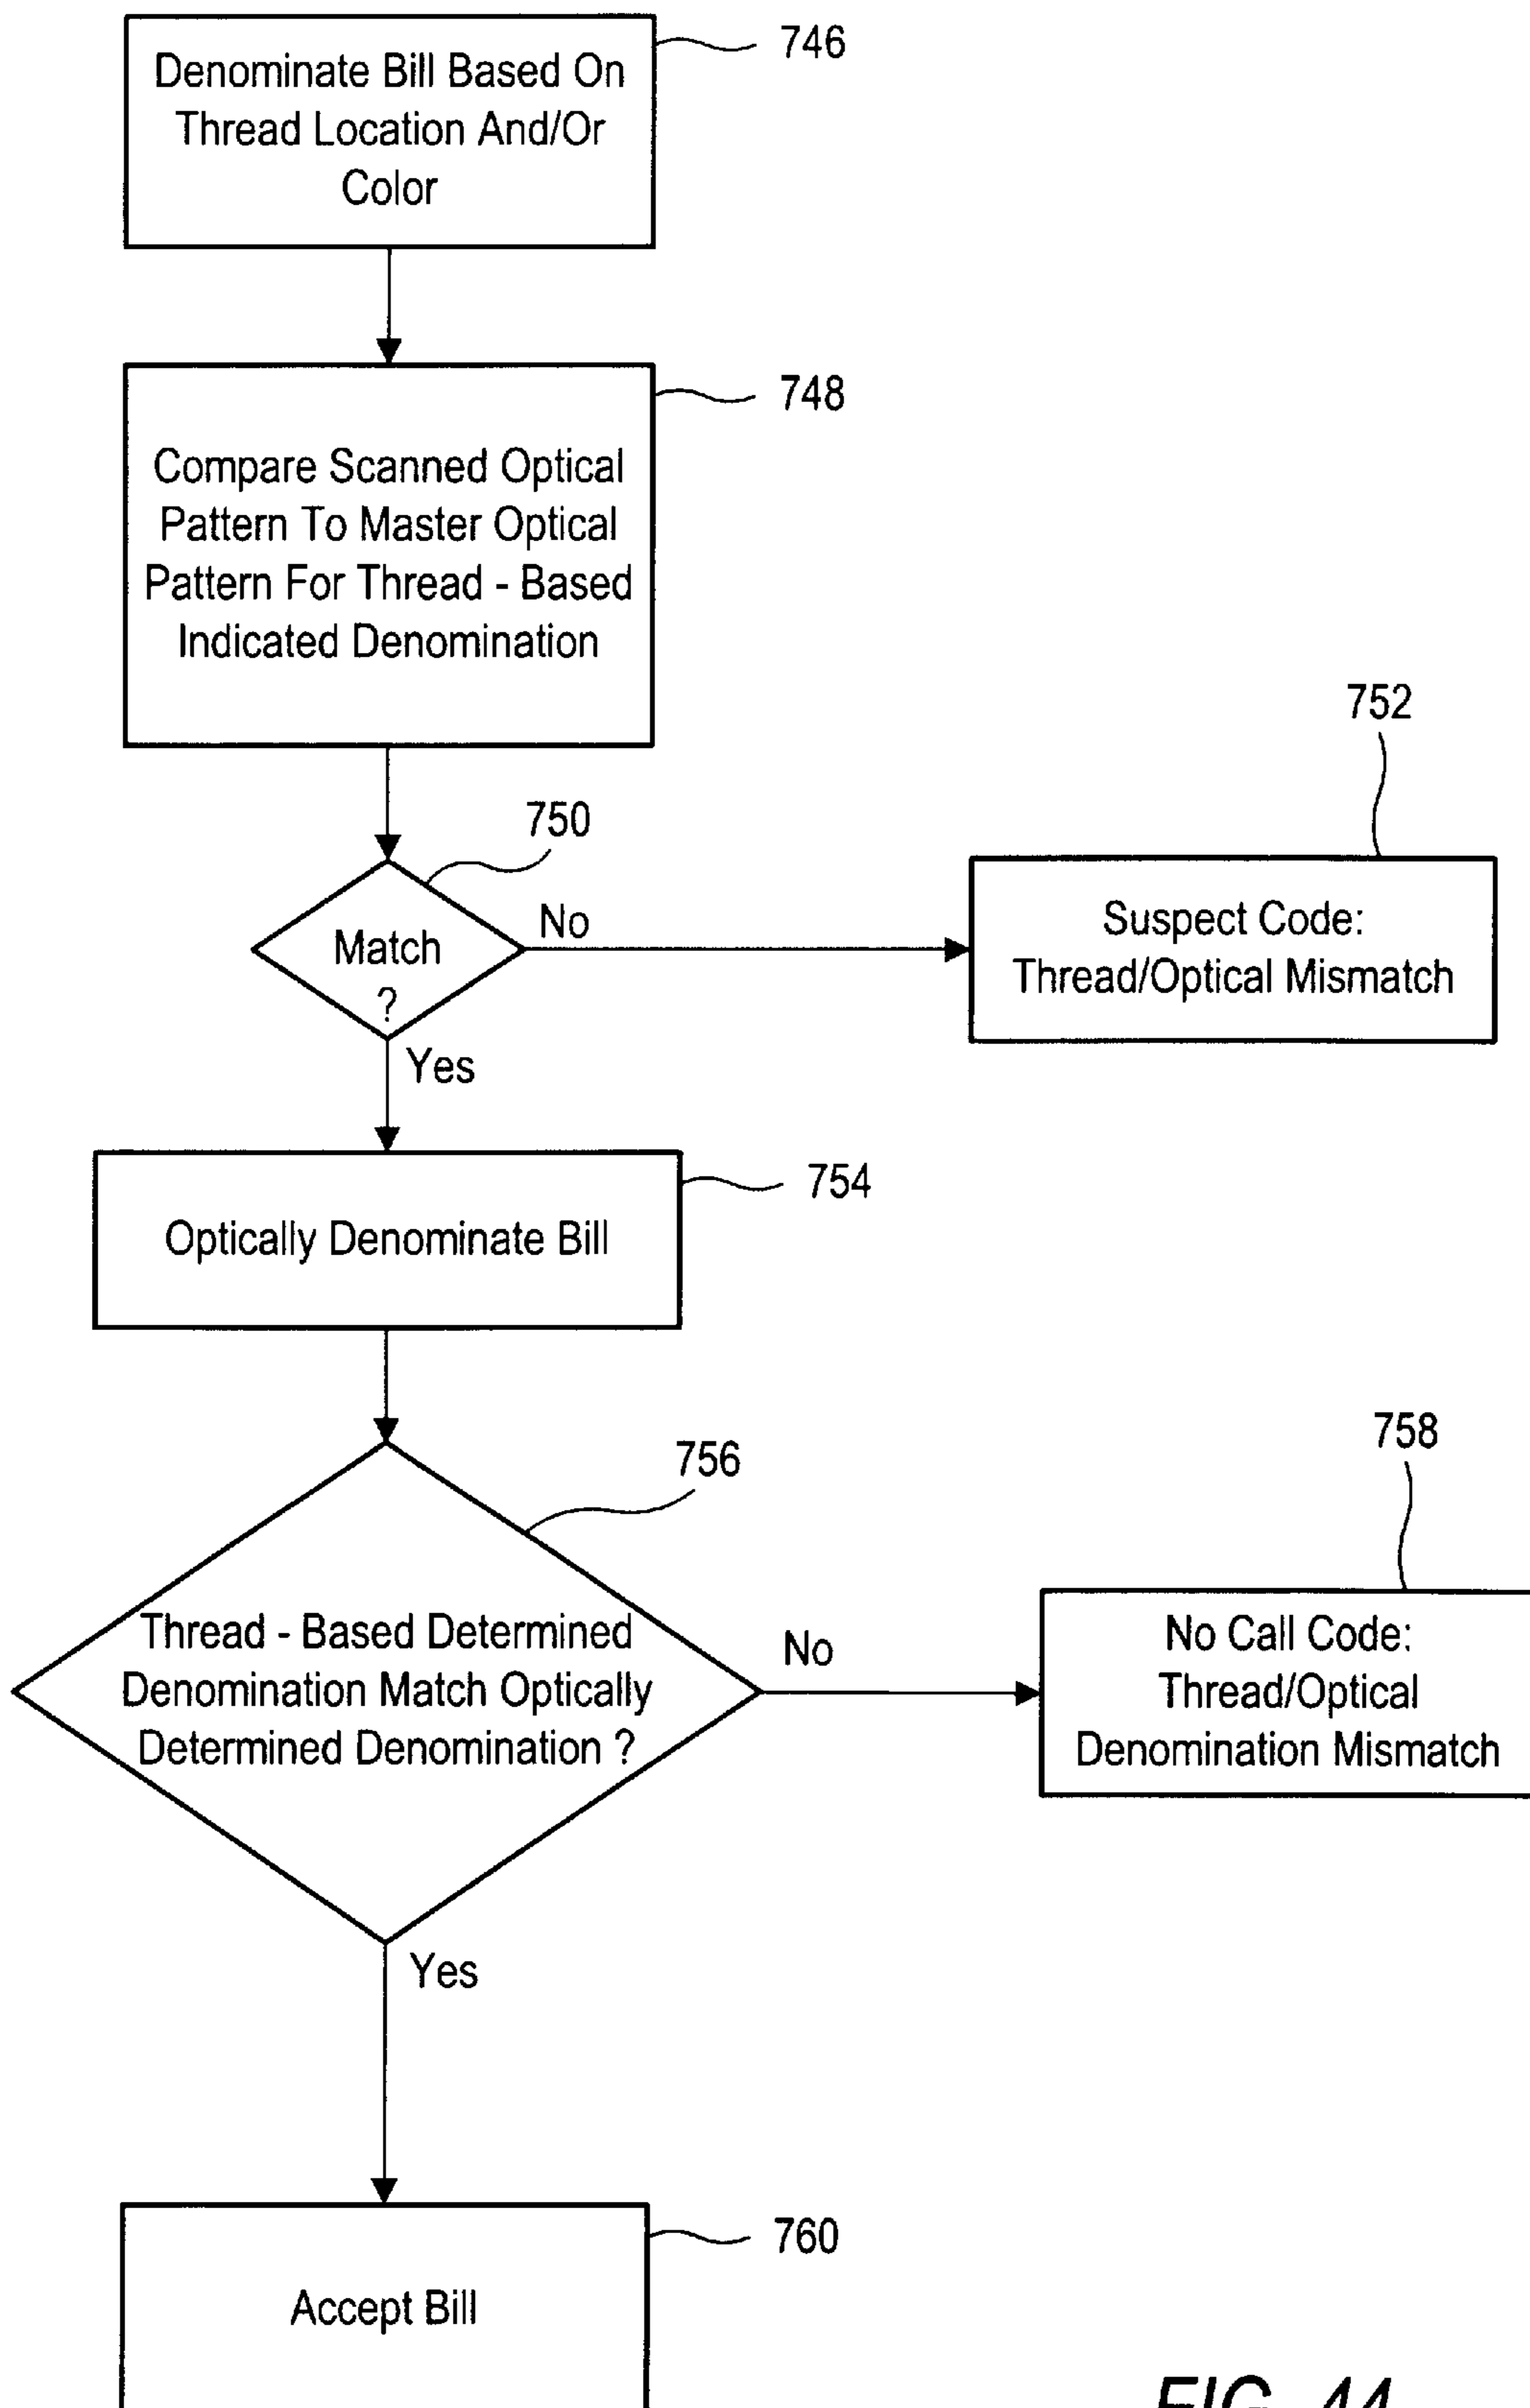 746
Denominate Bill Based On
Thread Location And/Or
Color
748
Compare Scanned Optical
Pattern To Master Optical
Pattern For Thread - Based
Indicated Denomination
752
750
Match
?
No
Suspect Code:
Thread/Optical Mismatch
Yes
754
Optically Denominate Bill
758
756
Thread - Based Determined
Denomination Match Optically
Determined Denomination ?
No
No Call Code:
Thread/Optical
Denomination Mismatch
Yes
760
Accept Bill
FIG. 44